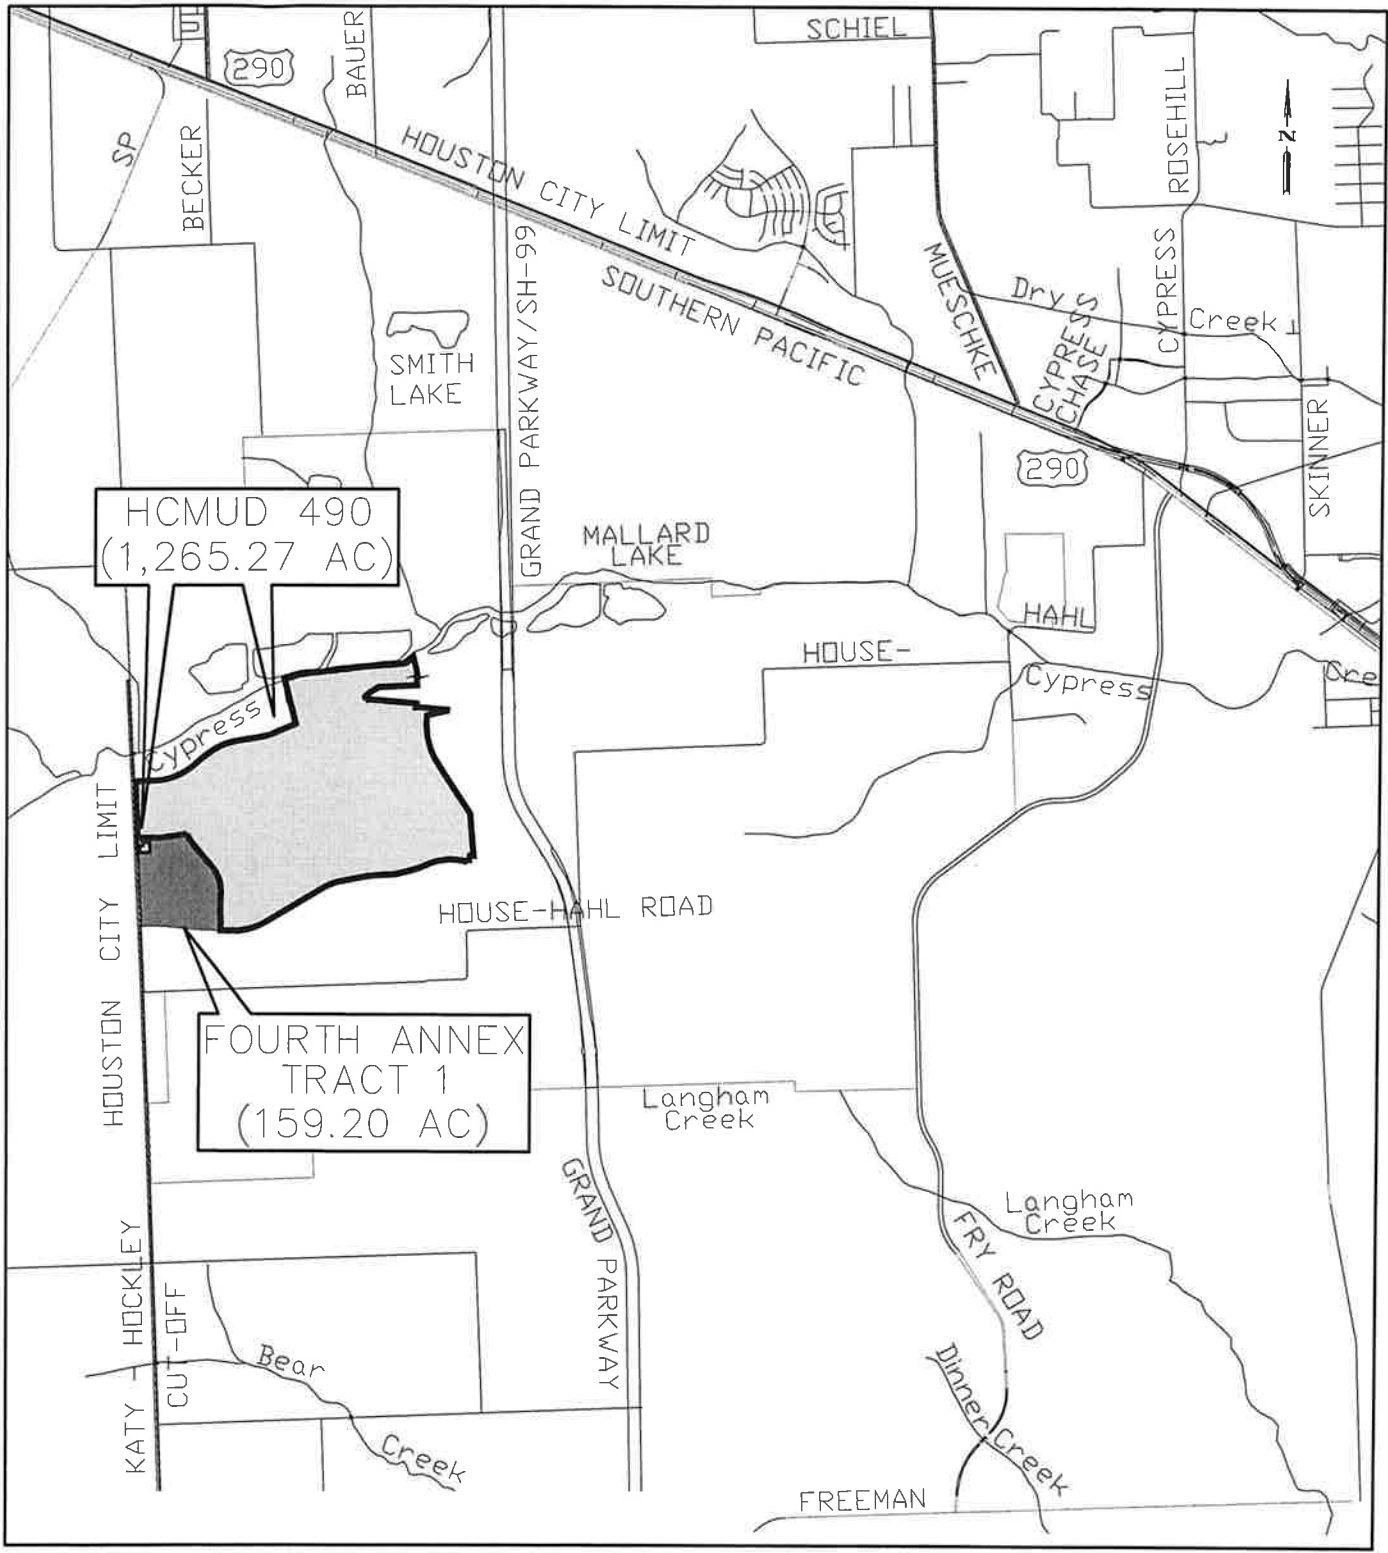 SCHIEL
290
BAUER
SP
BECKER
HOUSTON CITY LIMIT
SOUTHERN PACIFIC
GRAND PARKWAY/SH-99
ROSEHILL
CYPRESS
N
MUESCHKE
Dry
Creek
CYPRESS
CHASE
SKINNER
SMITH
LAKE
290
HCMUD 490
(1,265.27 AC)
MALLARD
LAKE
HAHL
HOUSE-
Cypress
Cre
Cypress
HOUSTON CITY LIMIT
HOUSE-HAHL ROAD
FOURTH ANNEX
TRACT 1
(159.20 AC)
Langham
Creek
GRAND PARKWAY
Langham
Creek
FRY ROAD
KATY - HOCKLEY
CUT-OFF
Bear
Creek
Dinner Creek
FREEMAN